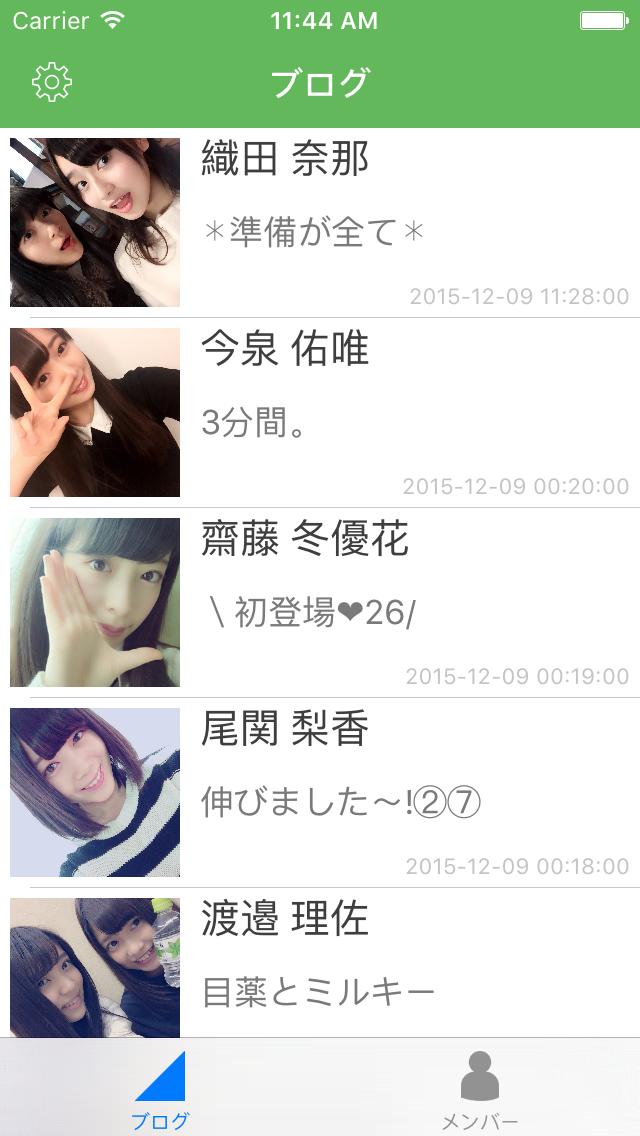 Carrier 11:44 AM
ブログ
織田 奈那
＊準備が全て＊
2015-12-09 11:28:00
今泉 佑唯
3分間。
2015-12-09 00:20:00
齋藤 冬優花
\ 初登場❤26/
2015-12-09 00:19:00
尾関 梨香
伸びました〜!②⑦
2015-12-09 00:18:00
渡邉 理佐
目薬とミルキー
ブログ メンバー